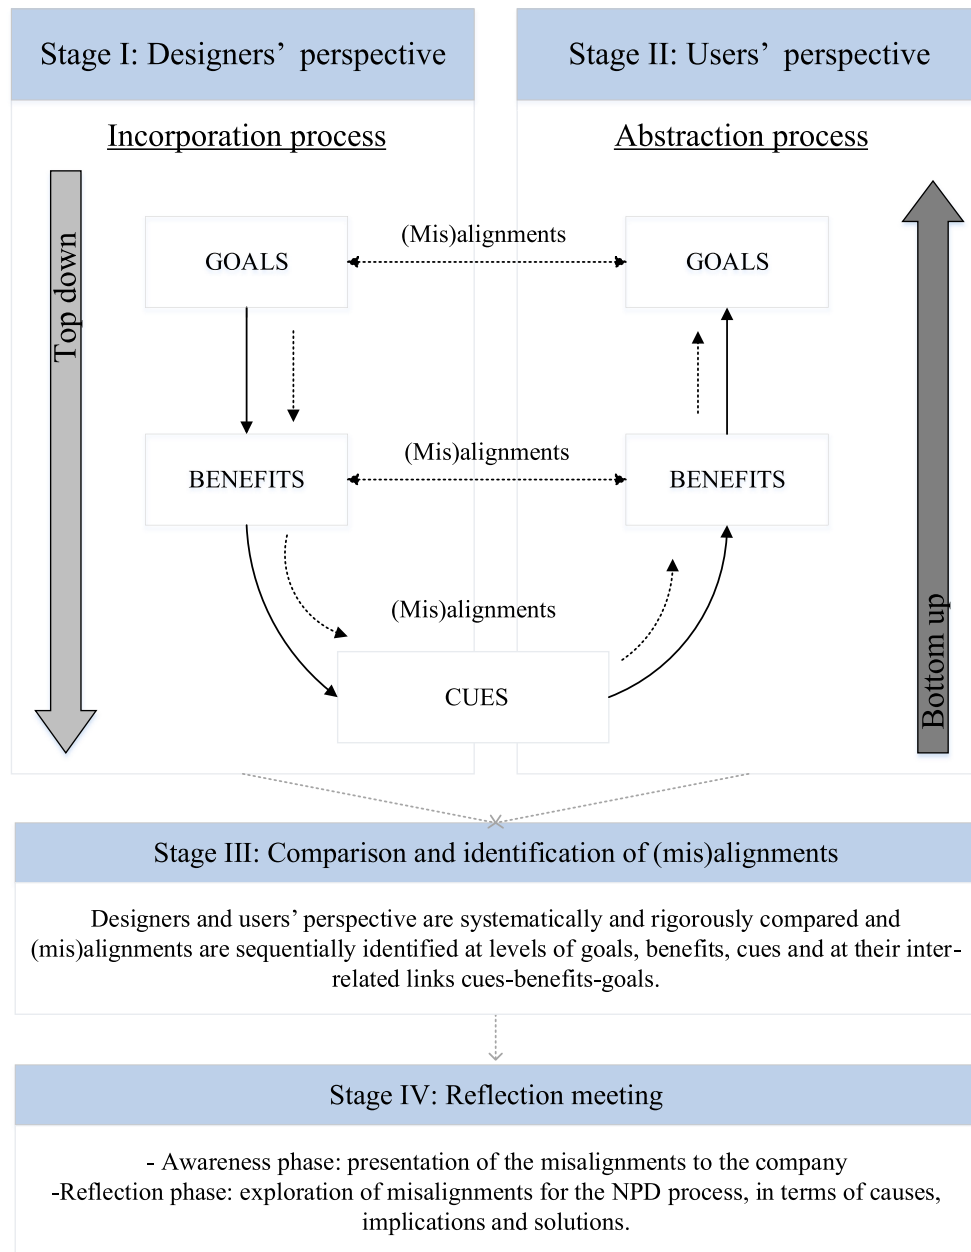 Stage I: Designers’ perspective
Stage II: Users’ perspective
Incorporation process
Abstraction process
Top down
GOALS
(Mis)alignments
GOALS
BENEFITS
(Mis)alignments
BENEFITS
(Mis)alignments
CUES
Bottom up
Stage III: Comparison and identification of (mis)alignments
Designers and users’ perspective are systematically and rigorously compared and
(mis)alignments are sequentially identified at levels of goals, benefits, cues and at their inter-
related links cues-benefits-goals.
Stage IV: Reflection meeting
- Awareness phase: presentation of the misalignments to the company
-Reflection phase: exploration of misalignments for the NPD process, in terms of causes,
implications and solutions.